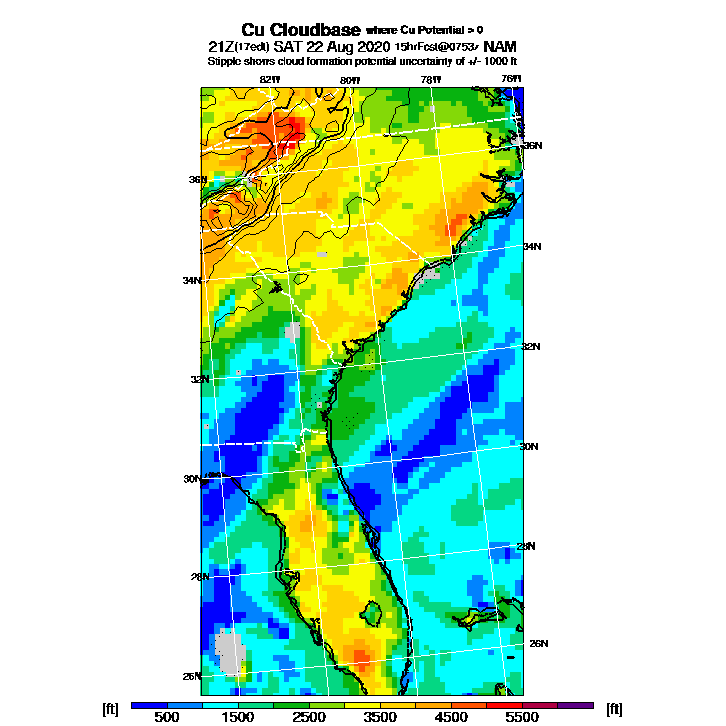 Cu Cloudbase where Cu Potential > 0
21Z(17edt) SAT 22 Aug 2020 15hrFcst@0753z NAM
Stipple shows cloud formation potential uncertainty of +/- 1000 ft
82W 80W 78W 76W
36N
36N
34N
34N
32N
32N
30N
30N
28N
28N
26N
26N
[ft] 500 1500 2500 3500 4500 5500 [ft]